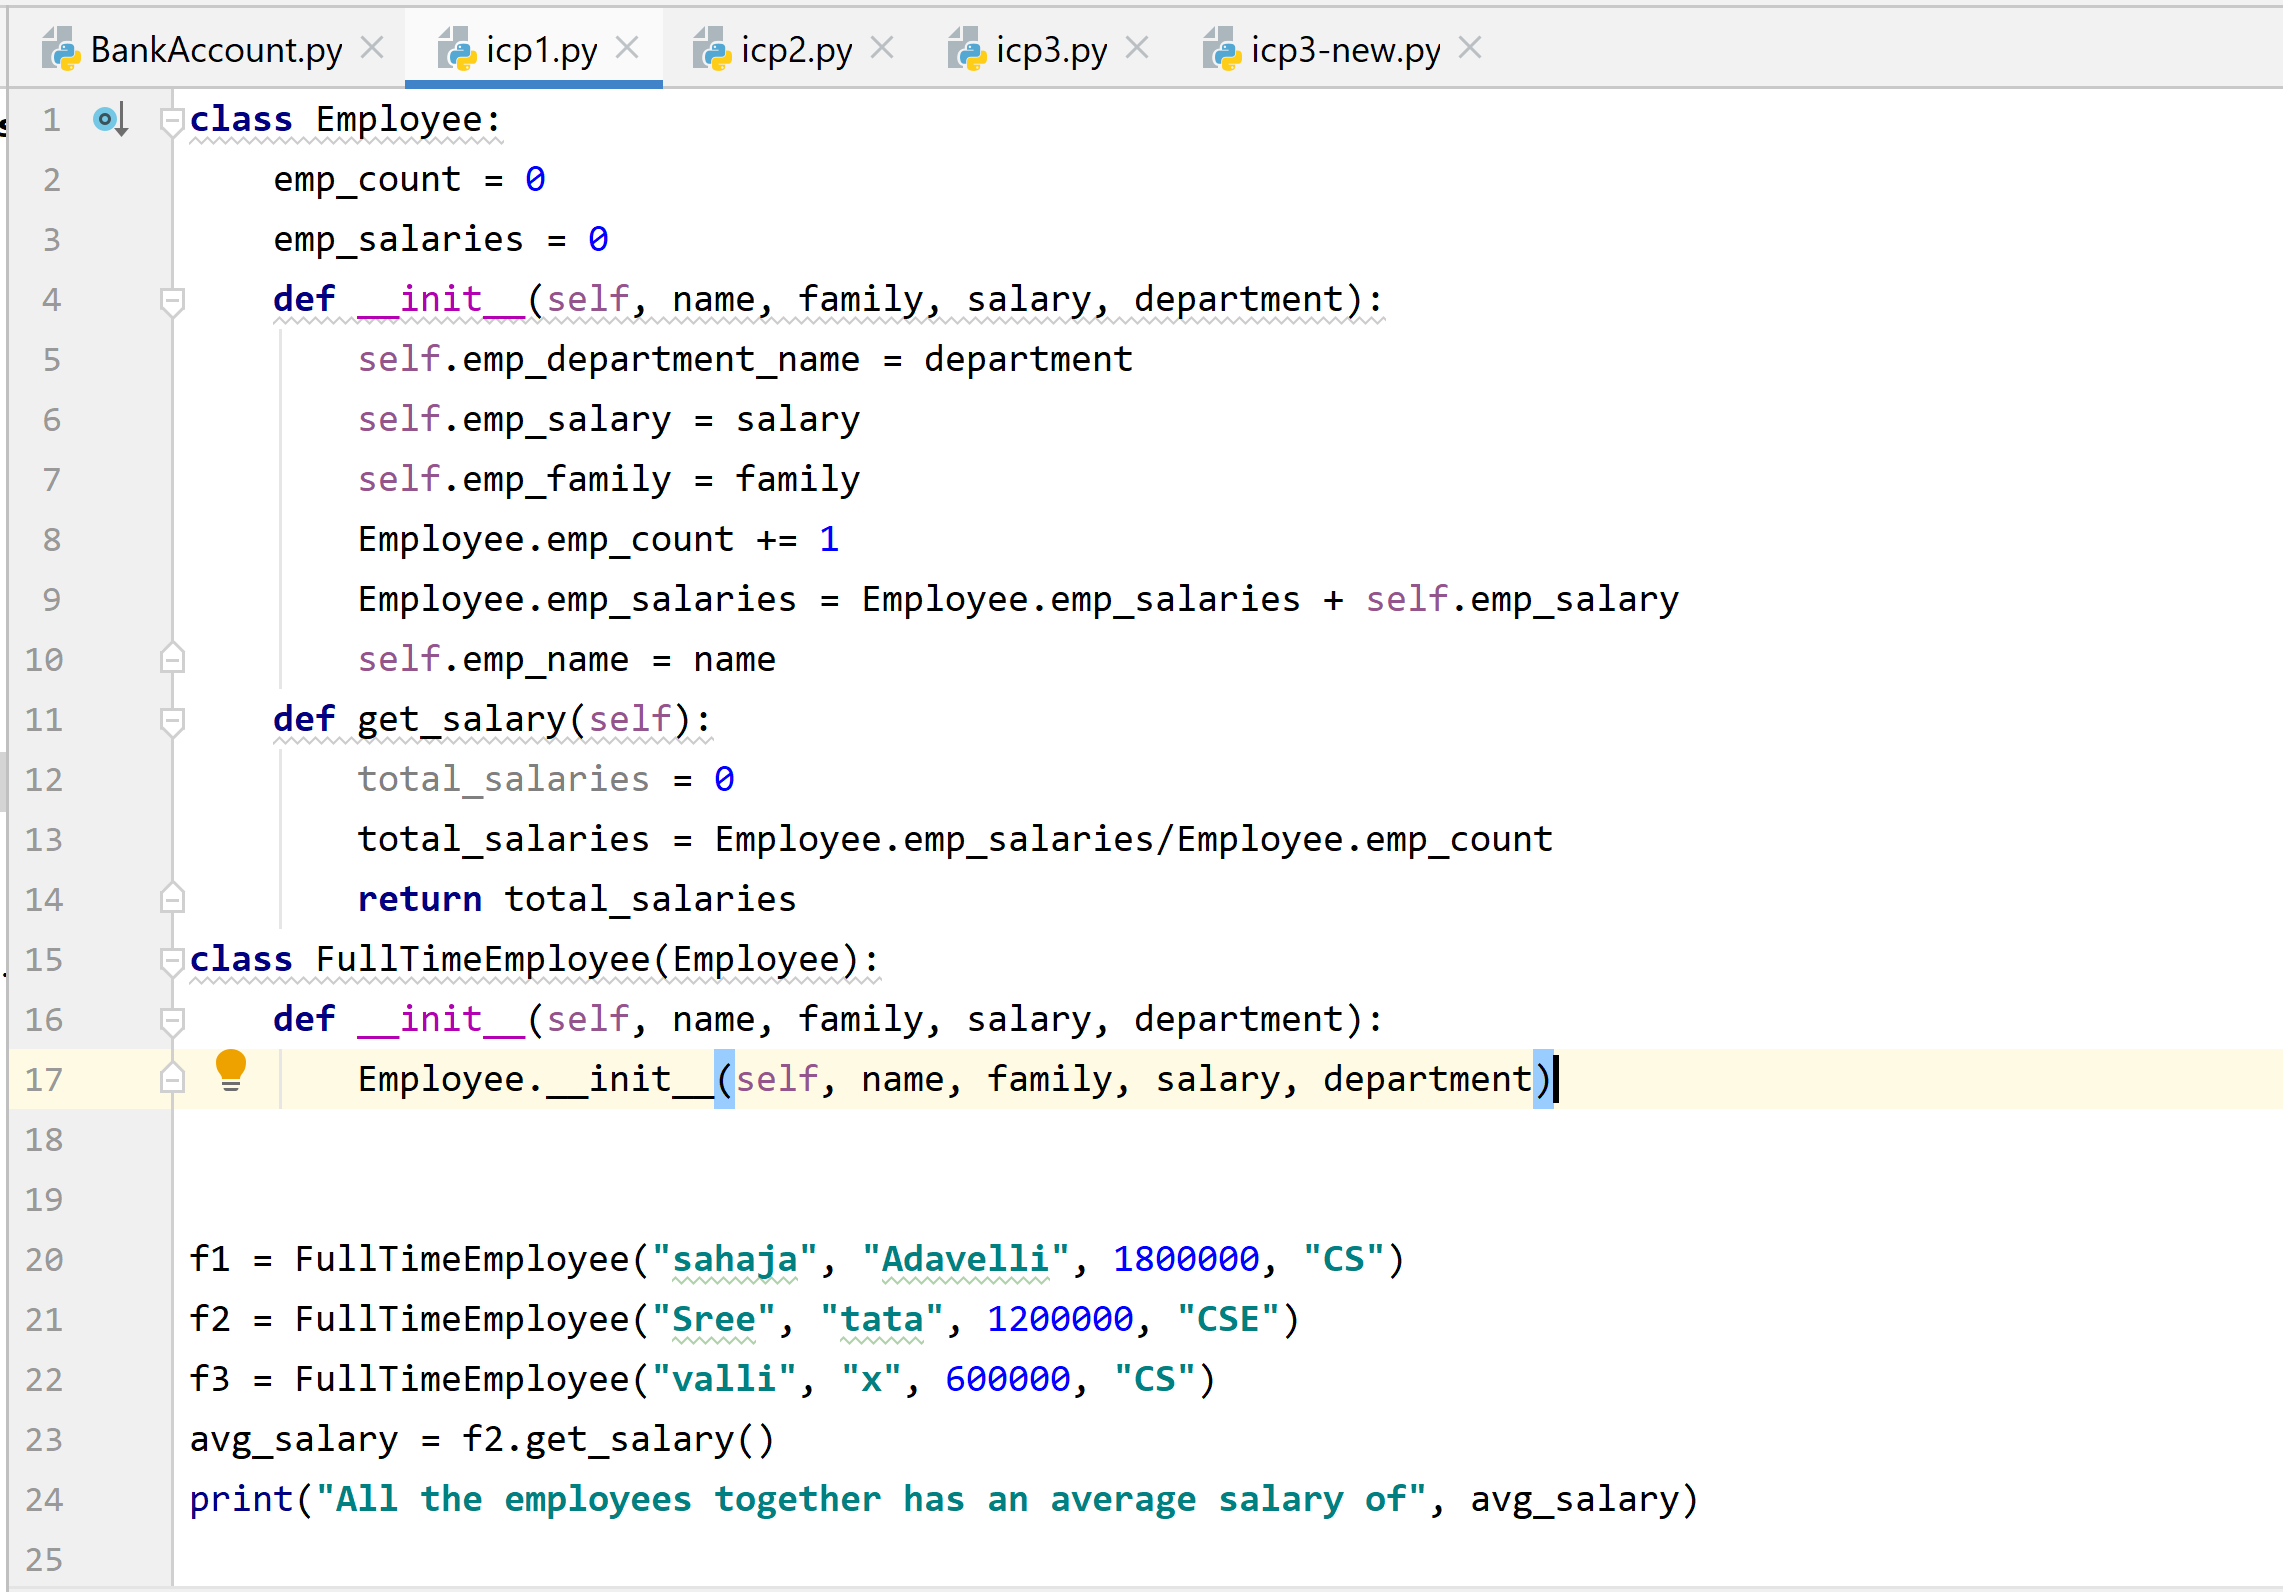 BankAccount.py icp1.py icp2.py icp3.py icp3-new.py
1 class Employee:
2     emp_count = 0
3     emp_salaries = 0
4     def __init__(self, name, family, salary, department):
5         self.emp_department_name = department
6         self.emp_salary = salary
7         self.emp_family = family
8         Employee.emp_count += 1
9         Employee.emp_salaries = Employee.emp_salaries + self.emp_salary
10         self.emp_name = name
11     def get_salary(self):
12         total_salaries = 0
13         total_salaries = Employee.emp_salaries/Employee.emp_count
14         return total_salaries
15 class FullTimeEmployee(Employee):
16     def __init__(self, name, family, salary, department):
17         Employee.__init__(self, name, family, salary, department)
18
19
20 f1 = FullTimeEmployee("sahaja", "Adavelli", 1800000, "CS")
21 f2 = FullTimeEmployee("Sree", "tata", 1200000, "CSE")
22 f3 = FullTimeEmployee("valli", "x", 600000, "CS")
23 avg_salary = f2.get_salary()
24 print("All the employees together has an average salary of", avg_salary)
25